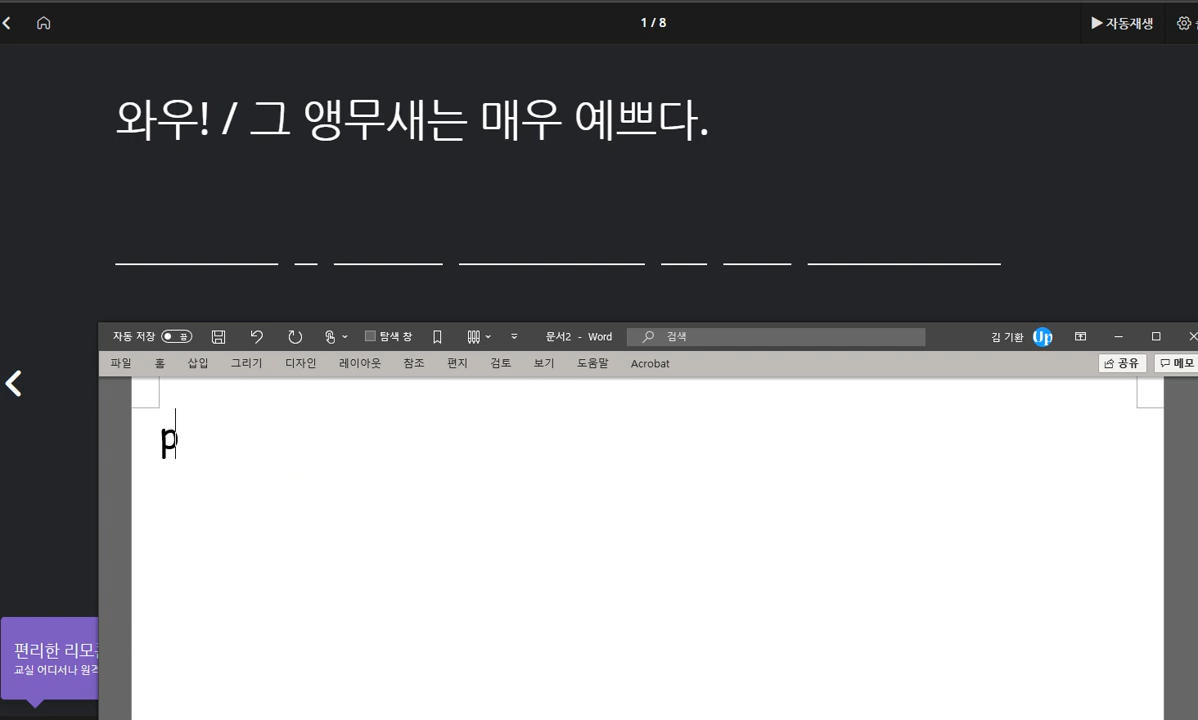 1 / 8
자동재생
와우! / 그 앵무새는 매우 예쁘다.
자동 저장 끔 탐색 창 문서2 - Word 검색 김 기환 Up
파일 홈 삽입 그리기 디자인 레이아웃 참조 편지 검토 보기 도움말 Acrobat 공유 메모
p
편리한 리모
교실 어디서나 원격